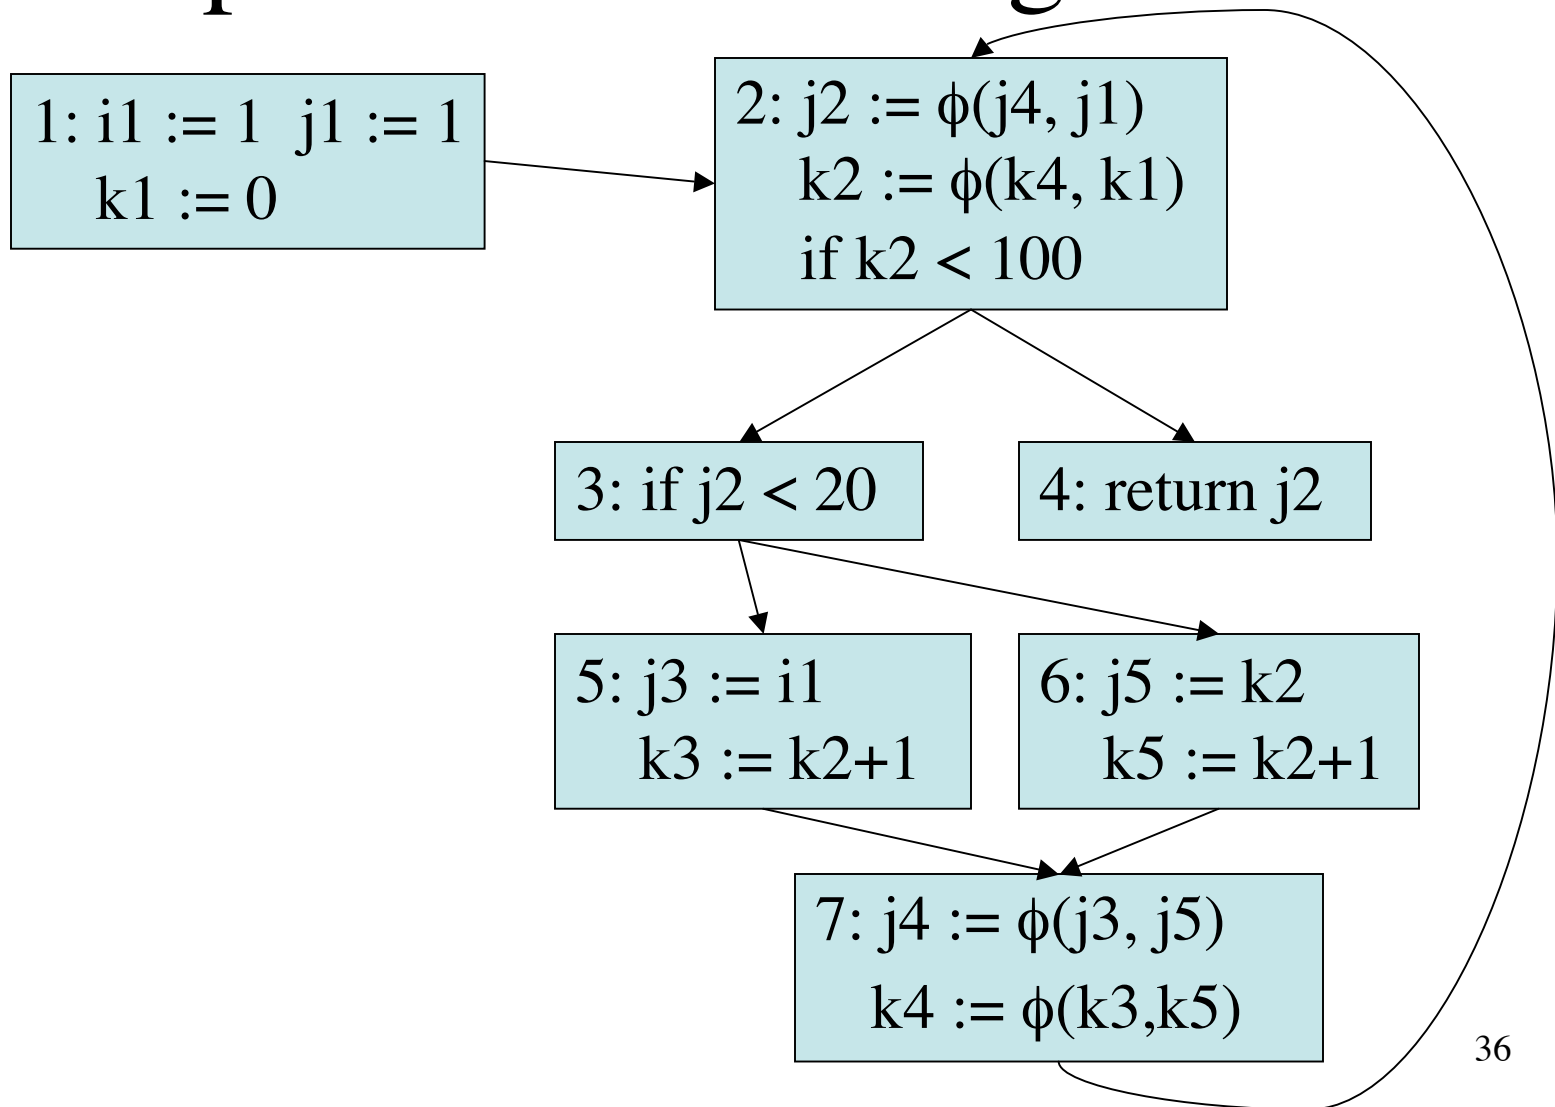 1: i1 := 1 j1 := 1
k1 := 0
2: j2 := ϕ(j4, j1)
k2 := ϕ(k4, k1)
if k2 < 100
3: if j2 < 20
4: return j2
5: j3 := i1
k3 := k2+1
6: j5 := k2
k5 := k2+1
7: j4 := ϕ(j3, j5)
k4 := ϕ(k3,k5)
36